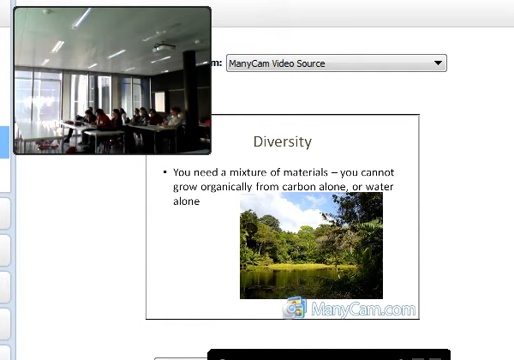 m:
ManyCam Video Source
Diversity
• You need a mixture of materials – you cannot
grow organically from carbon alone, or water
alone
ManyCam.com